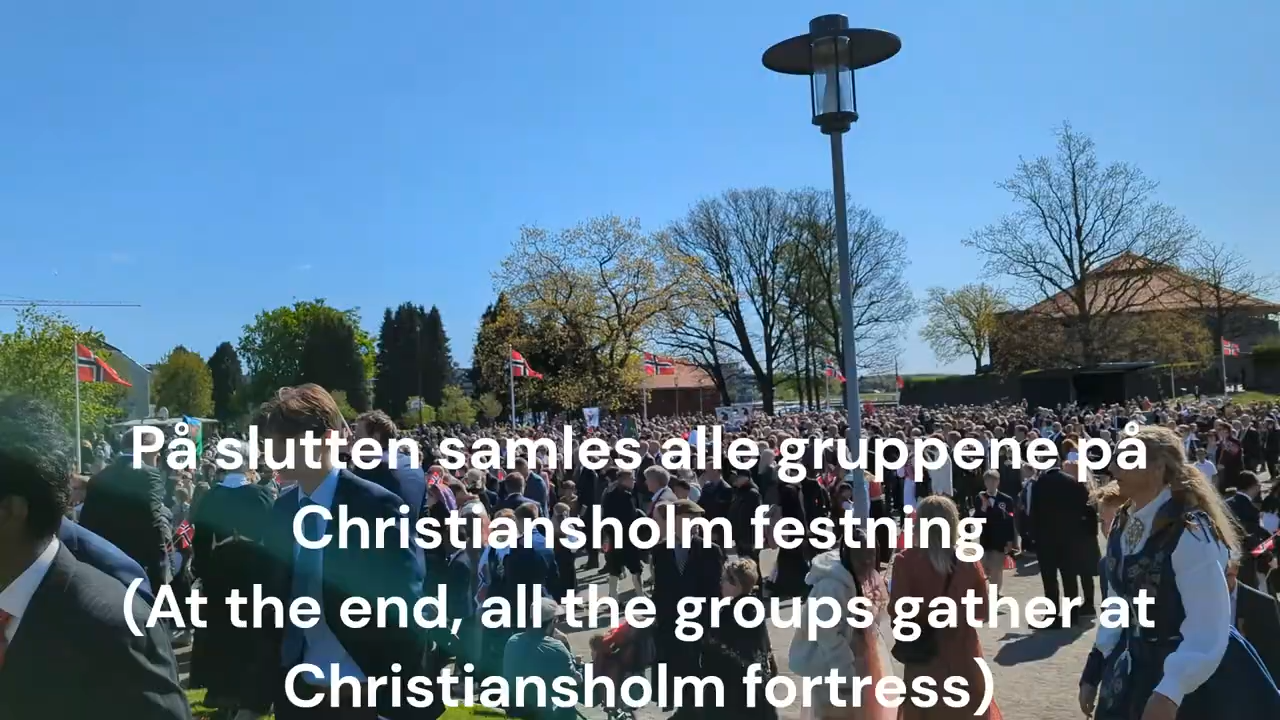 På slutten samles alle gruppene på
Christiansholm festning
(At the end, all the groups gather at
Christiansholm fortress)